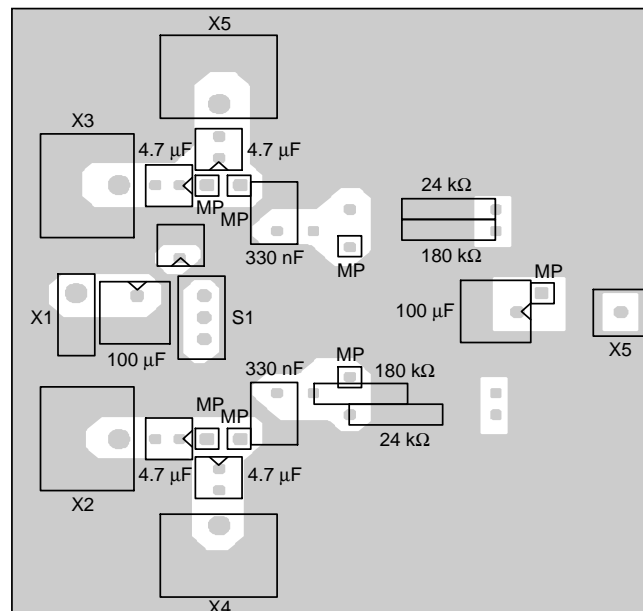 X5
X3
4.7 µF
4.7 µF
24 kΩ
MP
MP
330 nF
MP
180 kΩ
MP
100 µF
X1
S1
X5
100 µF
330 nF
MP
180 kΩ
MP
MP
24 kΩ
4.7 µF
4.7 µF
X2
X4